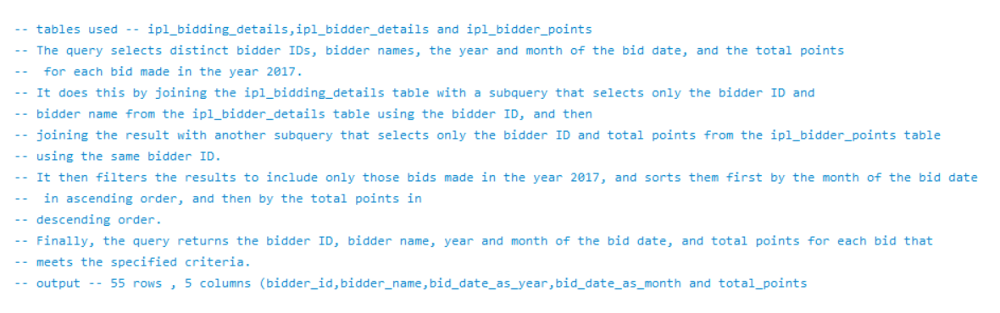 -- tables used -- ipl_bidding_details,ipl_bidder_details and ipl_bidder_points
-- The query selects distinct bidder IDs, bidder names, the year and month of the bid date, and the total points
--  for each bid made in the year 2017.
-- It does this by joining the ipl_bidding_details table with a subquery that selects only the bidder ID and
-- bidder name from the ipl_bidder_details table using the bidder ID, and then
-- joining the result with another subquery that selects only the bidder ID and total points from the ipl_bidder_points table
-- using the same bidder ID.
-- It then filters the results to include only those bids made in the year 2017, and sorts them first by the month of the bid date
--  in ascending order, and then by the total points in
-- descending order.
-- Finally, the query returns the bidder ID, bidder name, year and month of the bid date, and total points for each bid that
-- meets the specified criteria.
-- output -- 55 rows , 5 columns (bidder_id,bidder_name,bid_date_as_year,bid_date_as_month and total_points